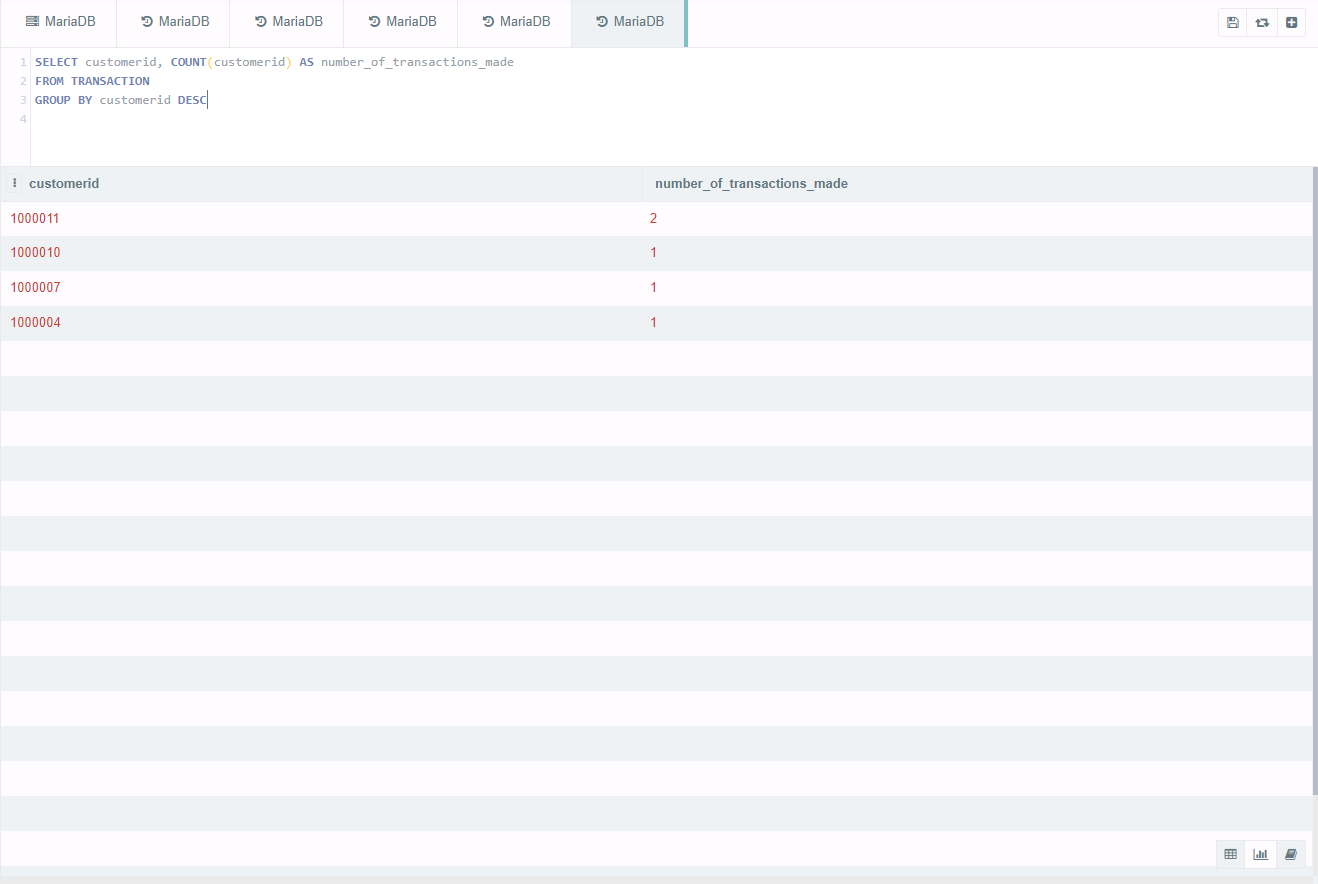 MariaDB MariaDB MariaDB MariaDB MariaDB MariaDB
1 SELECT customerid, COUNT(customerid) AS number_of_transactions_made
2 FROM TRANSACTION
3 GROUP BY customerid DESC
4
customerid number_of_transactions_made
1000011 2
1000010 1
1000007 1
1000004 1